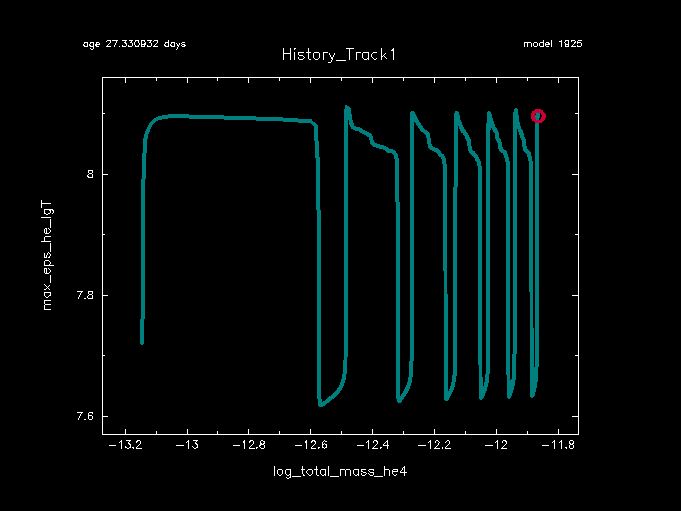 age 27.330932 days
model 1925
History_Track1
max_eps_he_lgT
8
7.8
7.6
−13.2 −13 −12.8 −12.6 −12.4 −12.2 −12 −11.8
log_total_mass_he4